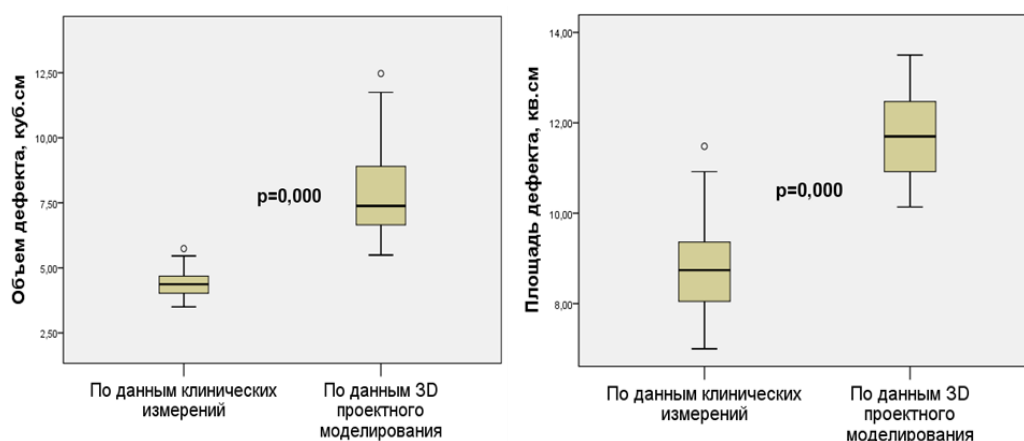 Объем дефекта, куб.см
12,50
10,00
7,50
5,00
2,50
p=0,000
По данным клинических
измерений
По данным 3D
проектного
моделирования
Площадь дефекта, кв.см
14,00
12,00
10,00
8,00
p=0,000
По данным клинических
измерений
По данным 3D
проектного
моделирования